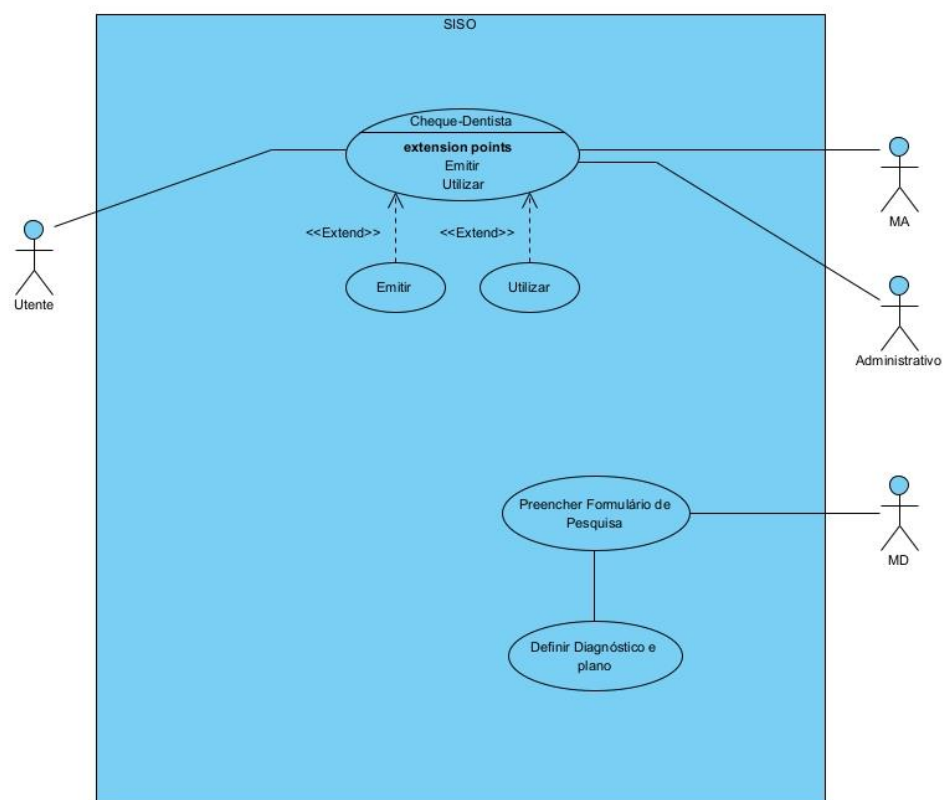 SISO
Cheque-Dentista
extension points
Emitir
Utilizar
<<Extend>>
<<Extend>>
Emitir
Utilizar
Utente
MA
Administrativo
Preencher Formulário de
Pesquisa
MD
Definir Diagnóstico e
plano